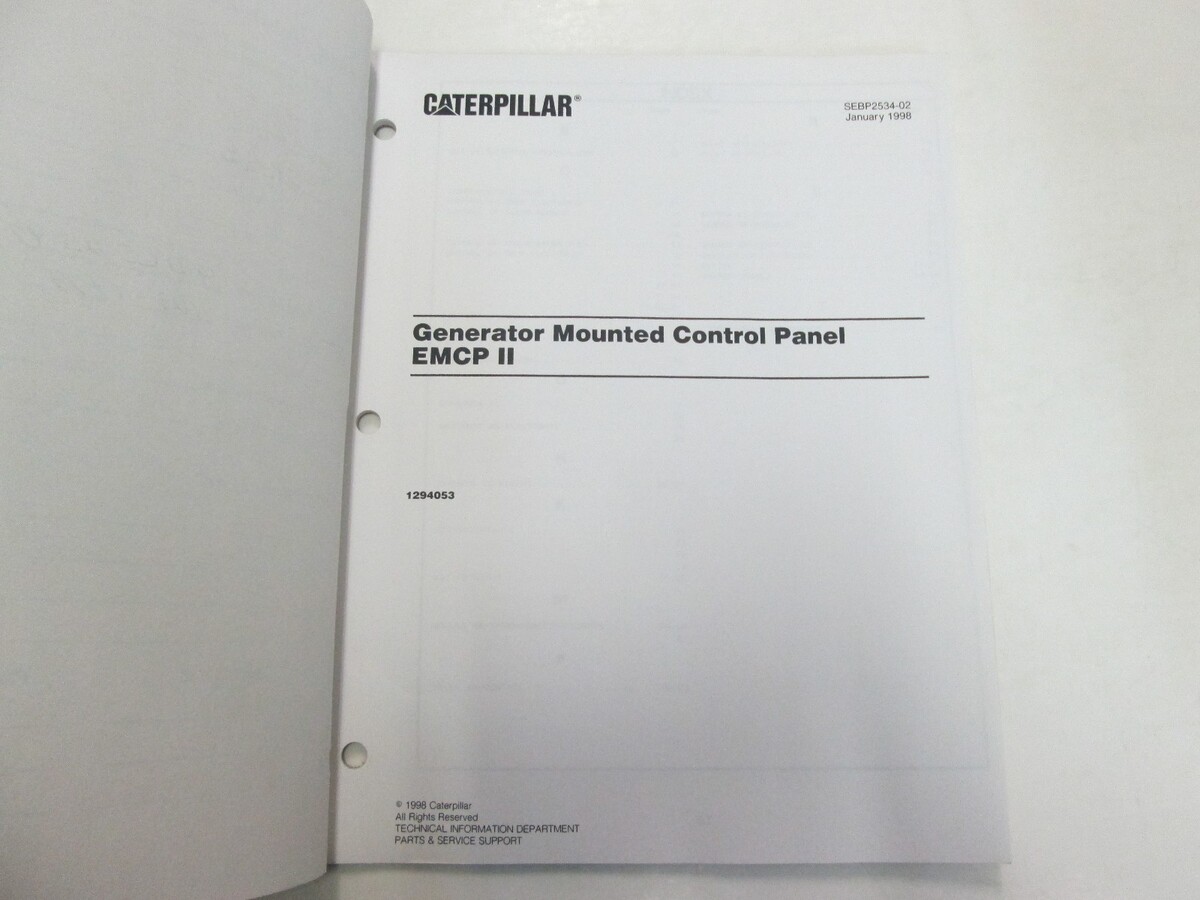 CATERPILLAR®
SEBP2534-02
January 1998
Generator Mounted Control Panel
EMCP II
1294053
© 1998 Caterpillar
All Rights Reserved
TECHNICAL INFORMATION DEPARTMENT
PARTS & SERVICE SUPPORT